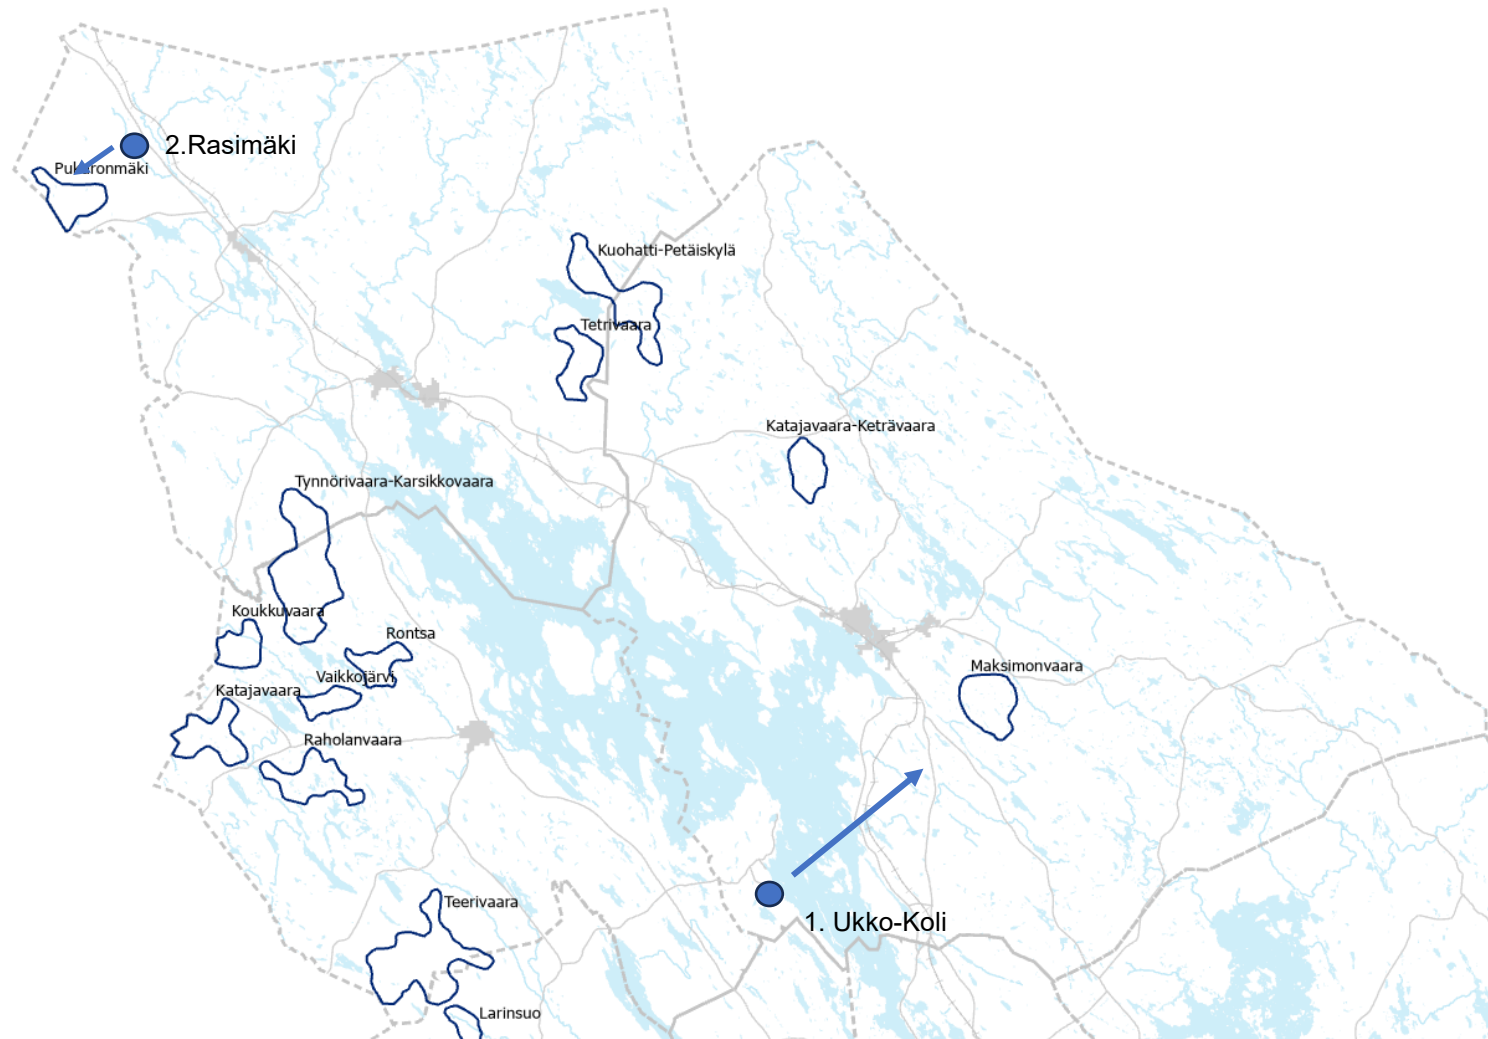 2.Rasimäki
Pukaronmäki
Kuohatti-Petäiskylä
Tetrivaara
Katajavaara-Keträvaara
Tynnörivaara-Karsikkovaara
Koukkuvaara
Rontsa
Maksimonvaara
Vaikkojärvi
Katajavaara
Raholanvaara
Teerivaara
1. Ukko-Koli
Larinsuo